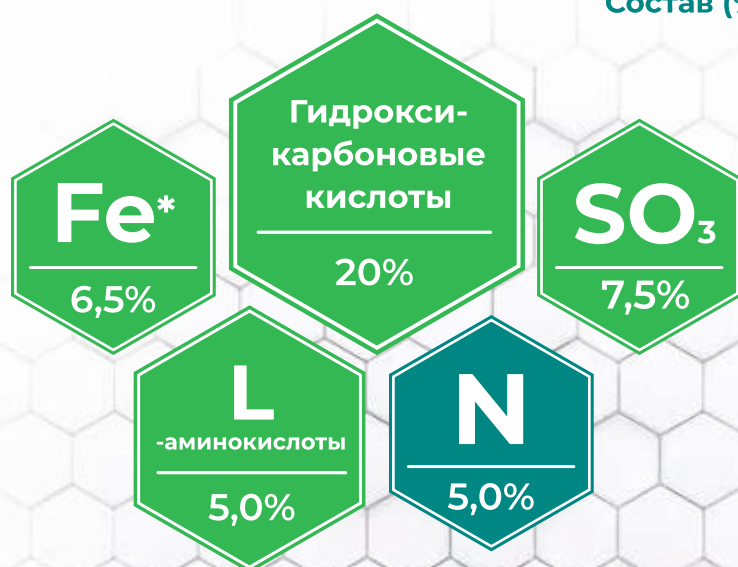 Состав (
Гидрокси-
карбоновые
кислоты
20%
Fe*
6,5%
SO₃
7,5%
L
-аминокислоты
5,0%
N
5,0%